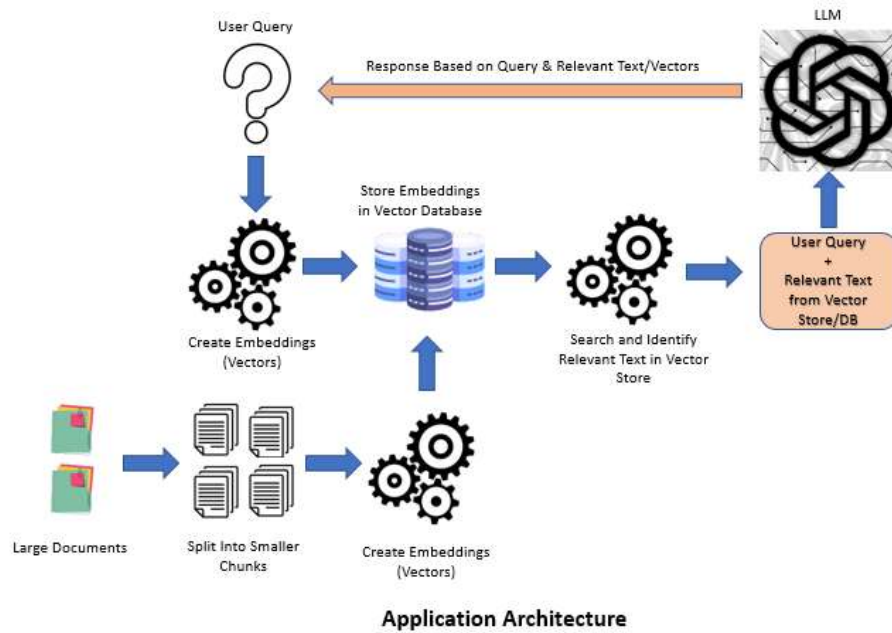 LLM
User Query
Response Based on Query & Relevant Text/Vectors
Store Embeddings
in Vector Database
User Query
+
Relevant Text
from Vector
Store/DB
Create Embeddings
(Vectors)
Search and Identify
Relevant Text in Vector
Store
Large Documents
Split Into Smaller
Chunks
Create Embeddings
(Vectors)
Application Architecture